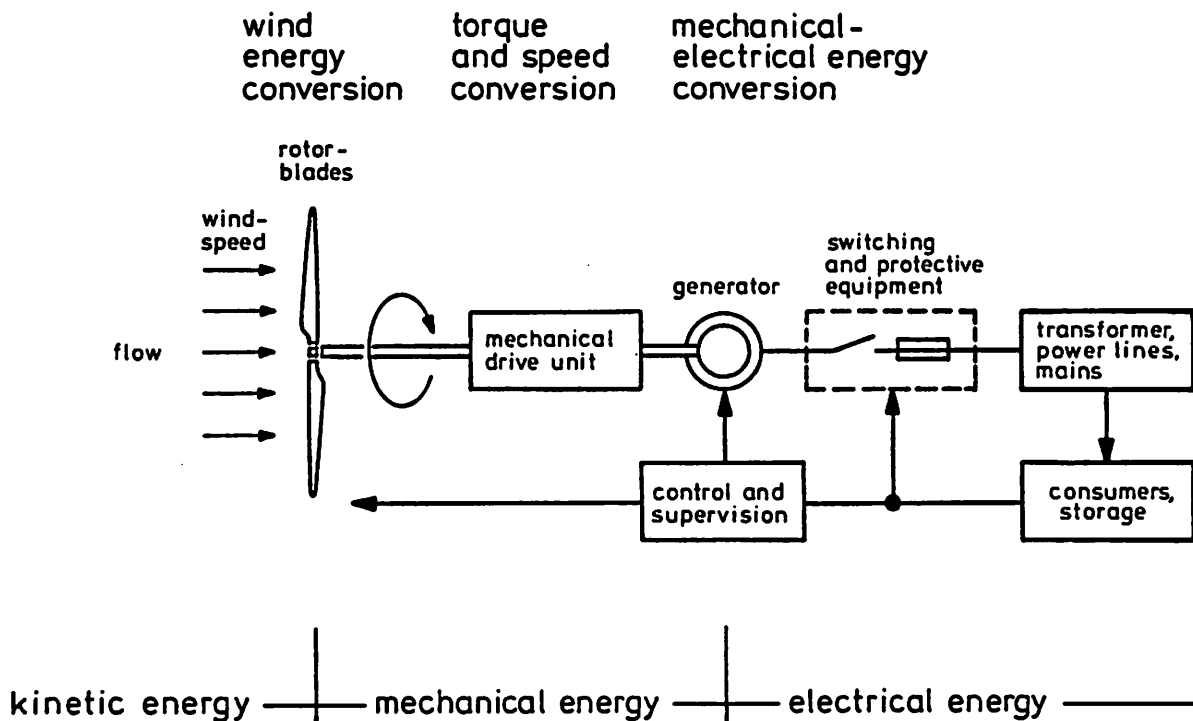 wind
energy
conversion
torque
and speed
conversion
mechanical-
electrical energy
conversion
rotor-
blades
wind-
speed
flow
mechanical
drive unit
generator
switching
and protective
equipment
transformer,
power lines,
mains
control and
supervision
consumers,
storage
kinetic energy
mechanical energy
electrical energy